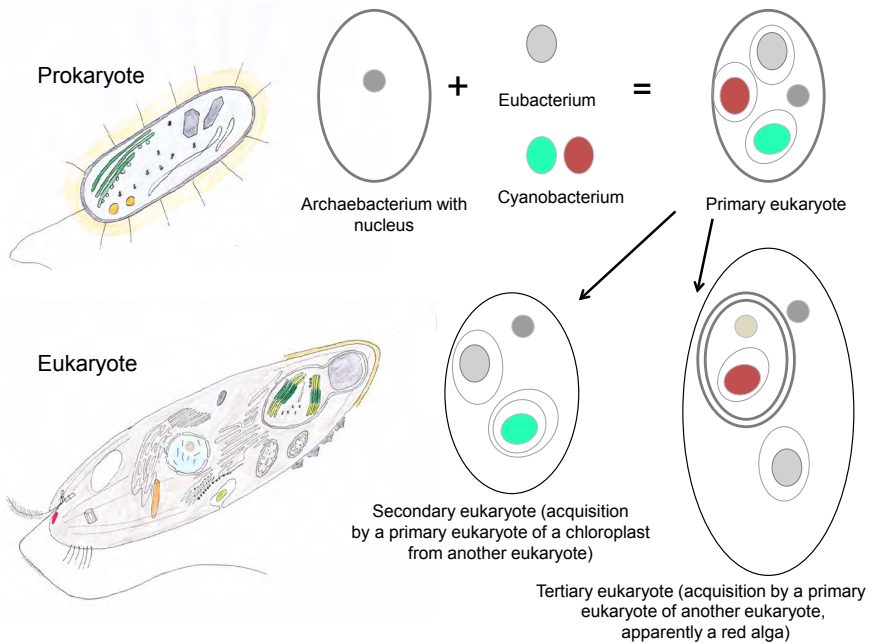 Prokaryote
+
=
Eubacterium
Cyanobacterium
Archaebacterium with
nucleus
Primary eukaryote
Eukaryote
Secondary eukaryote (acquisition
by a primary eukaryote of a chloroplast
from another eukaryote)
Tertiary eukaryote (acquisition by a primary
eukaryote of another eukaryote,
apparently a red alga)